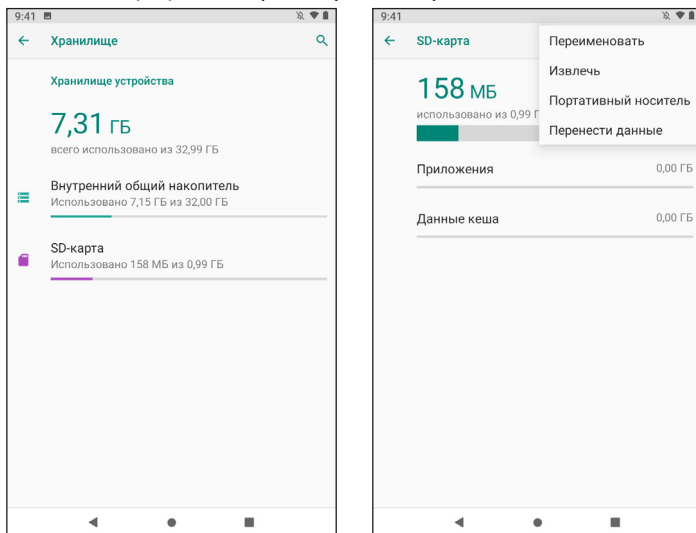 9:41
Хранилище
Хранилище устройства
7,31 ГБ
всего использовано из 32,99 ГБ
Внутренний общий накопитель
Использовано 7,15 ГБ из 32,00 ГБ
SD-карта
Использовано 158 МБ из 0,99 ГБ
9:41
SD-карта
Переименовать
Извлечь
Портативный носитель
Перенести данные
158 МБ
использовано из 0,99 Г
Приложения 0,00 ГБ
Данные кеша 0,00 ГБ